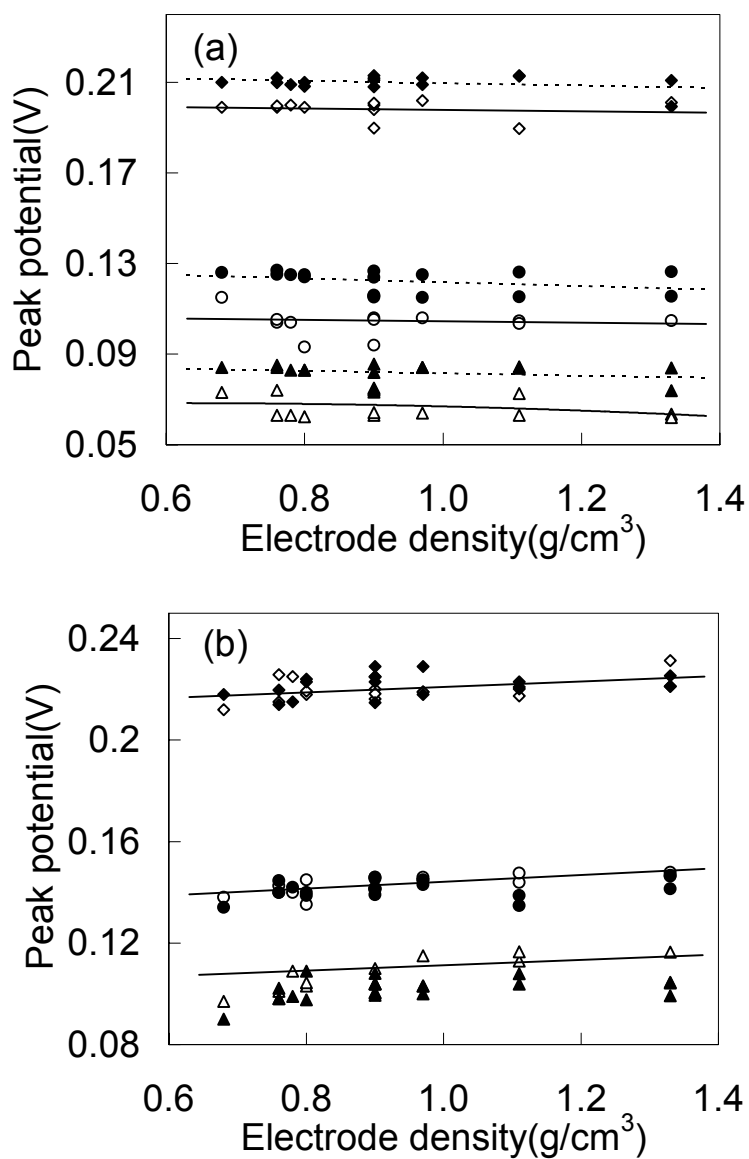 (a)
0.21
0.17
0.13
0.09
0.05
Peak potential(V)
0.6 0.8 1.0 1.2 1.4
Electrode density(g/cm³)
(b)
0.24
0.2
0.16
0.12
0.08
Peak potential(V)
0.6 0.8 1.0 1.2 1.4
Electrode density(g/cm³)